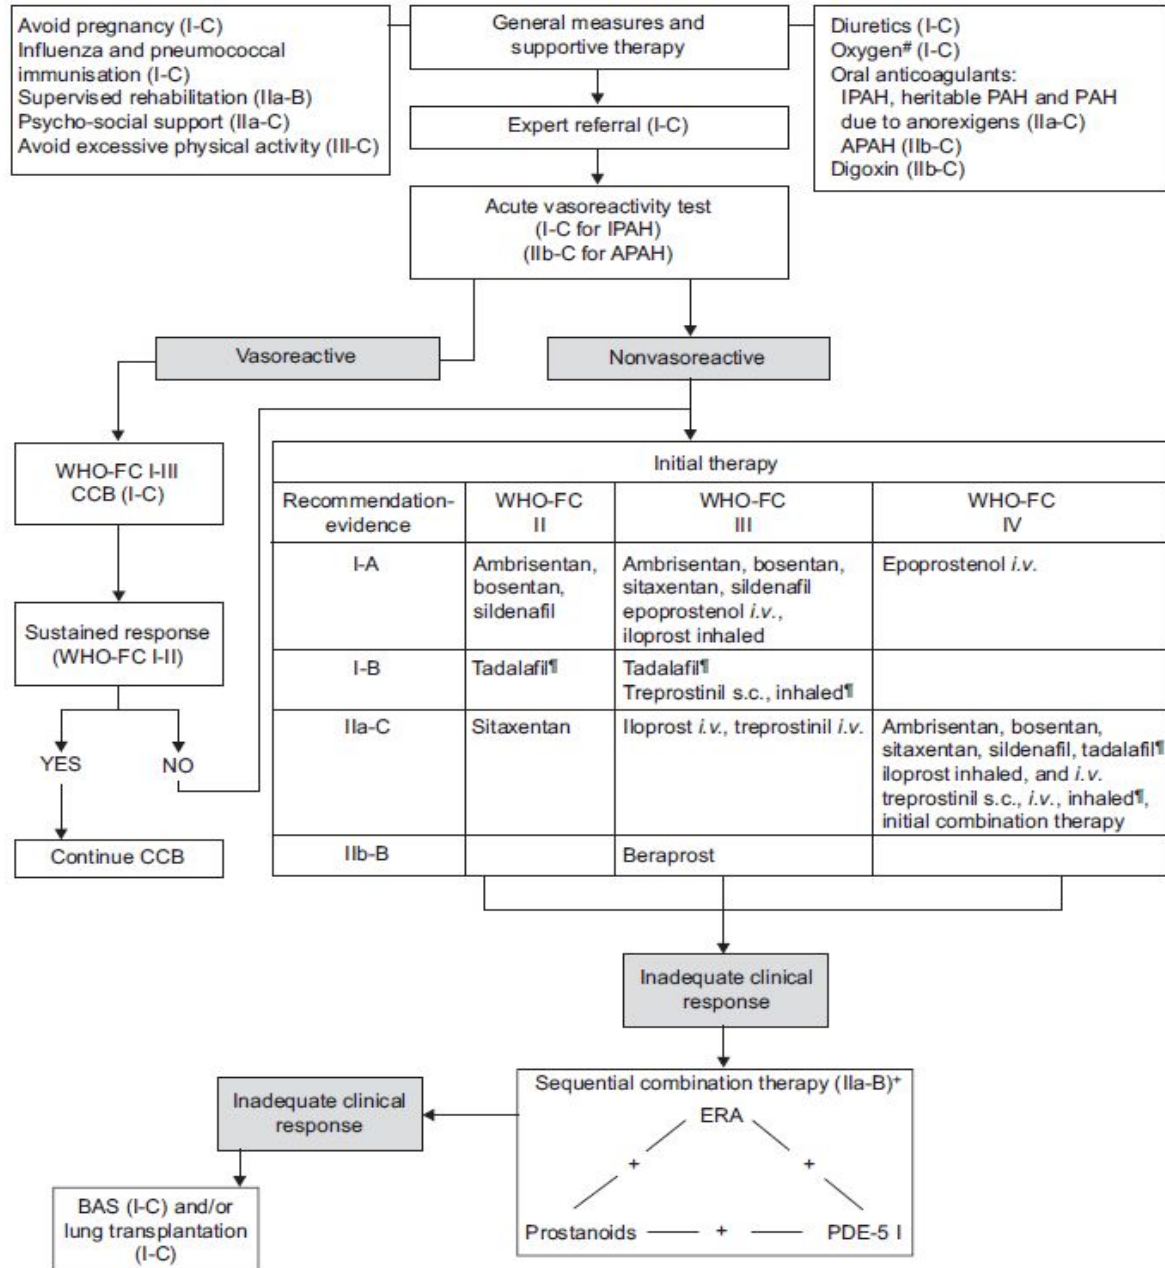 Avoid pregnancy (I-C)
Influenza and pneumococcal
immunisation (I-C)
Supervised rehabilitation (IIa-B)
Psycho-social support (IIa-C)
Avoid excessive physical activity (III-C)
General measures and
supportive therapy
Diuretics (I-C)
Oxygen# (I-C)
Oral anticoagulants:
IPAH, heritable PAH and PAH
due to anorexigens (IIa-C)
APAH (IIb-C)
Digoxin (IIb-C)
Expert referral (I-C)
Acute vasoreactivity test
(I-C for IPAH)
(IIb-C for APAH)
Vasoreactive
Nonvasoreactive
WHO-FC I-III
CCB (I-C)
Sustained response
(WHO-FC I-II)
YES
NO
Continue CCB
Initial therapy
Recommendation-
evidence
WHO-FC
II
WHO-FC
III
WHO-FC
IV
I-A
Ambrisentan,
bosentan,
sildenafil
Ambrisentan, bosentan,
sitaxentan, sildenafil
epoprostenol i.v.,
iloprost inhaled
Epoprostenol i.v.
I-B
Tadalafil¶
Tadalafil¶
Treprostinil s.c., inhaled¶
IIa-C
Sitaxentan
Iloprost i.v., treprostinil i.v.
Ambrisentan, bosentan,
sitaxentan, sildenafil, tadalafil¶
iloprost inhaled, and i.v.
treprostinil s.c., i.v., inhaled¶,
initial combination therapy
IIb-B
Beraprost
Inadequate clinical
response
Sequential combination therapy (IIa-B)+
ERA
+ +
Prostanoids + PDE-5 I
Inadequate clinical
response
BAS (I-C) and/or
lung transplantation
(I-C)